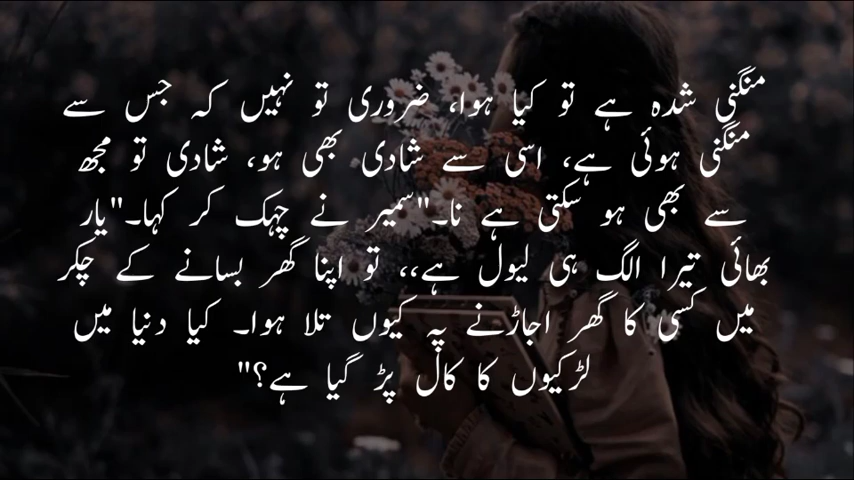 منگنی شدہ ہے تو کیا ہوا، ضروری تو نہیں کہ جس سے
منگنی ہوئی ہے، اسی سے شادی بھی ہو، شادی تو مجھ
سے بھی ہو سکتی ہے نا۔"سمیر نے چہک کر کہا۔"یار
بھائی تیرا الگ ہی لیول ہے،، تو اپنا گھر بسانے کے چکر
میں کسی کا گھر اجاڑنے پہ کیوں تلا ہوا۔ کیا دنیا میں
لڑکیوں کا کال پڑ گیا ہے؟"